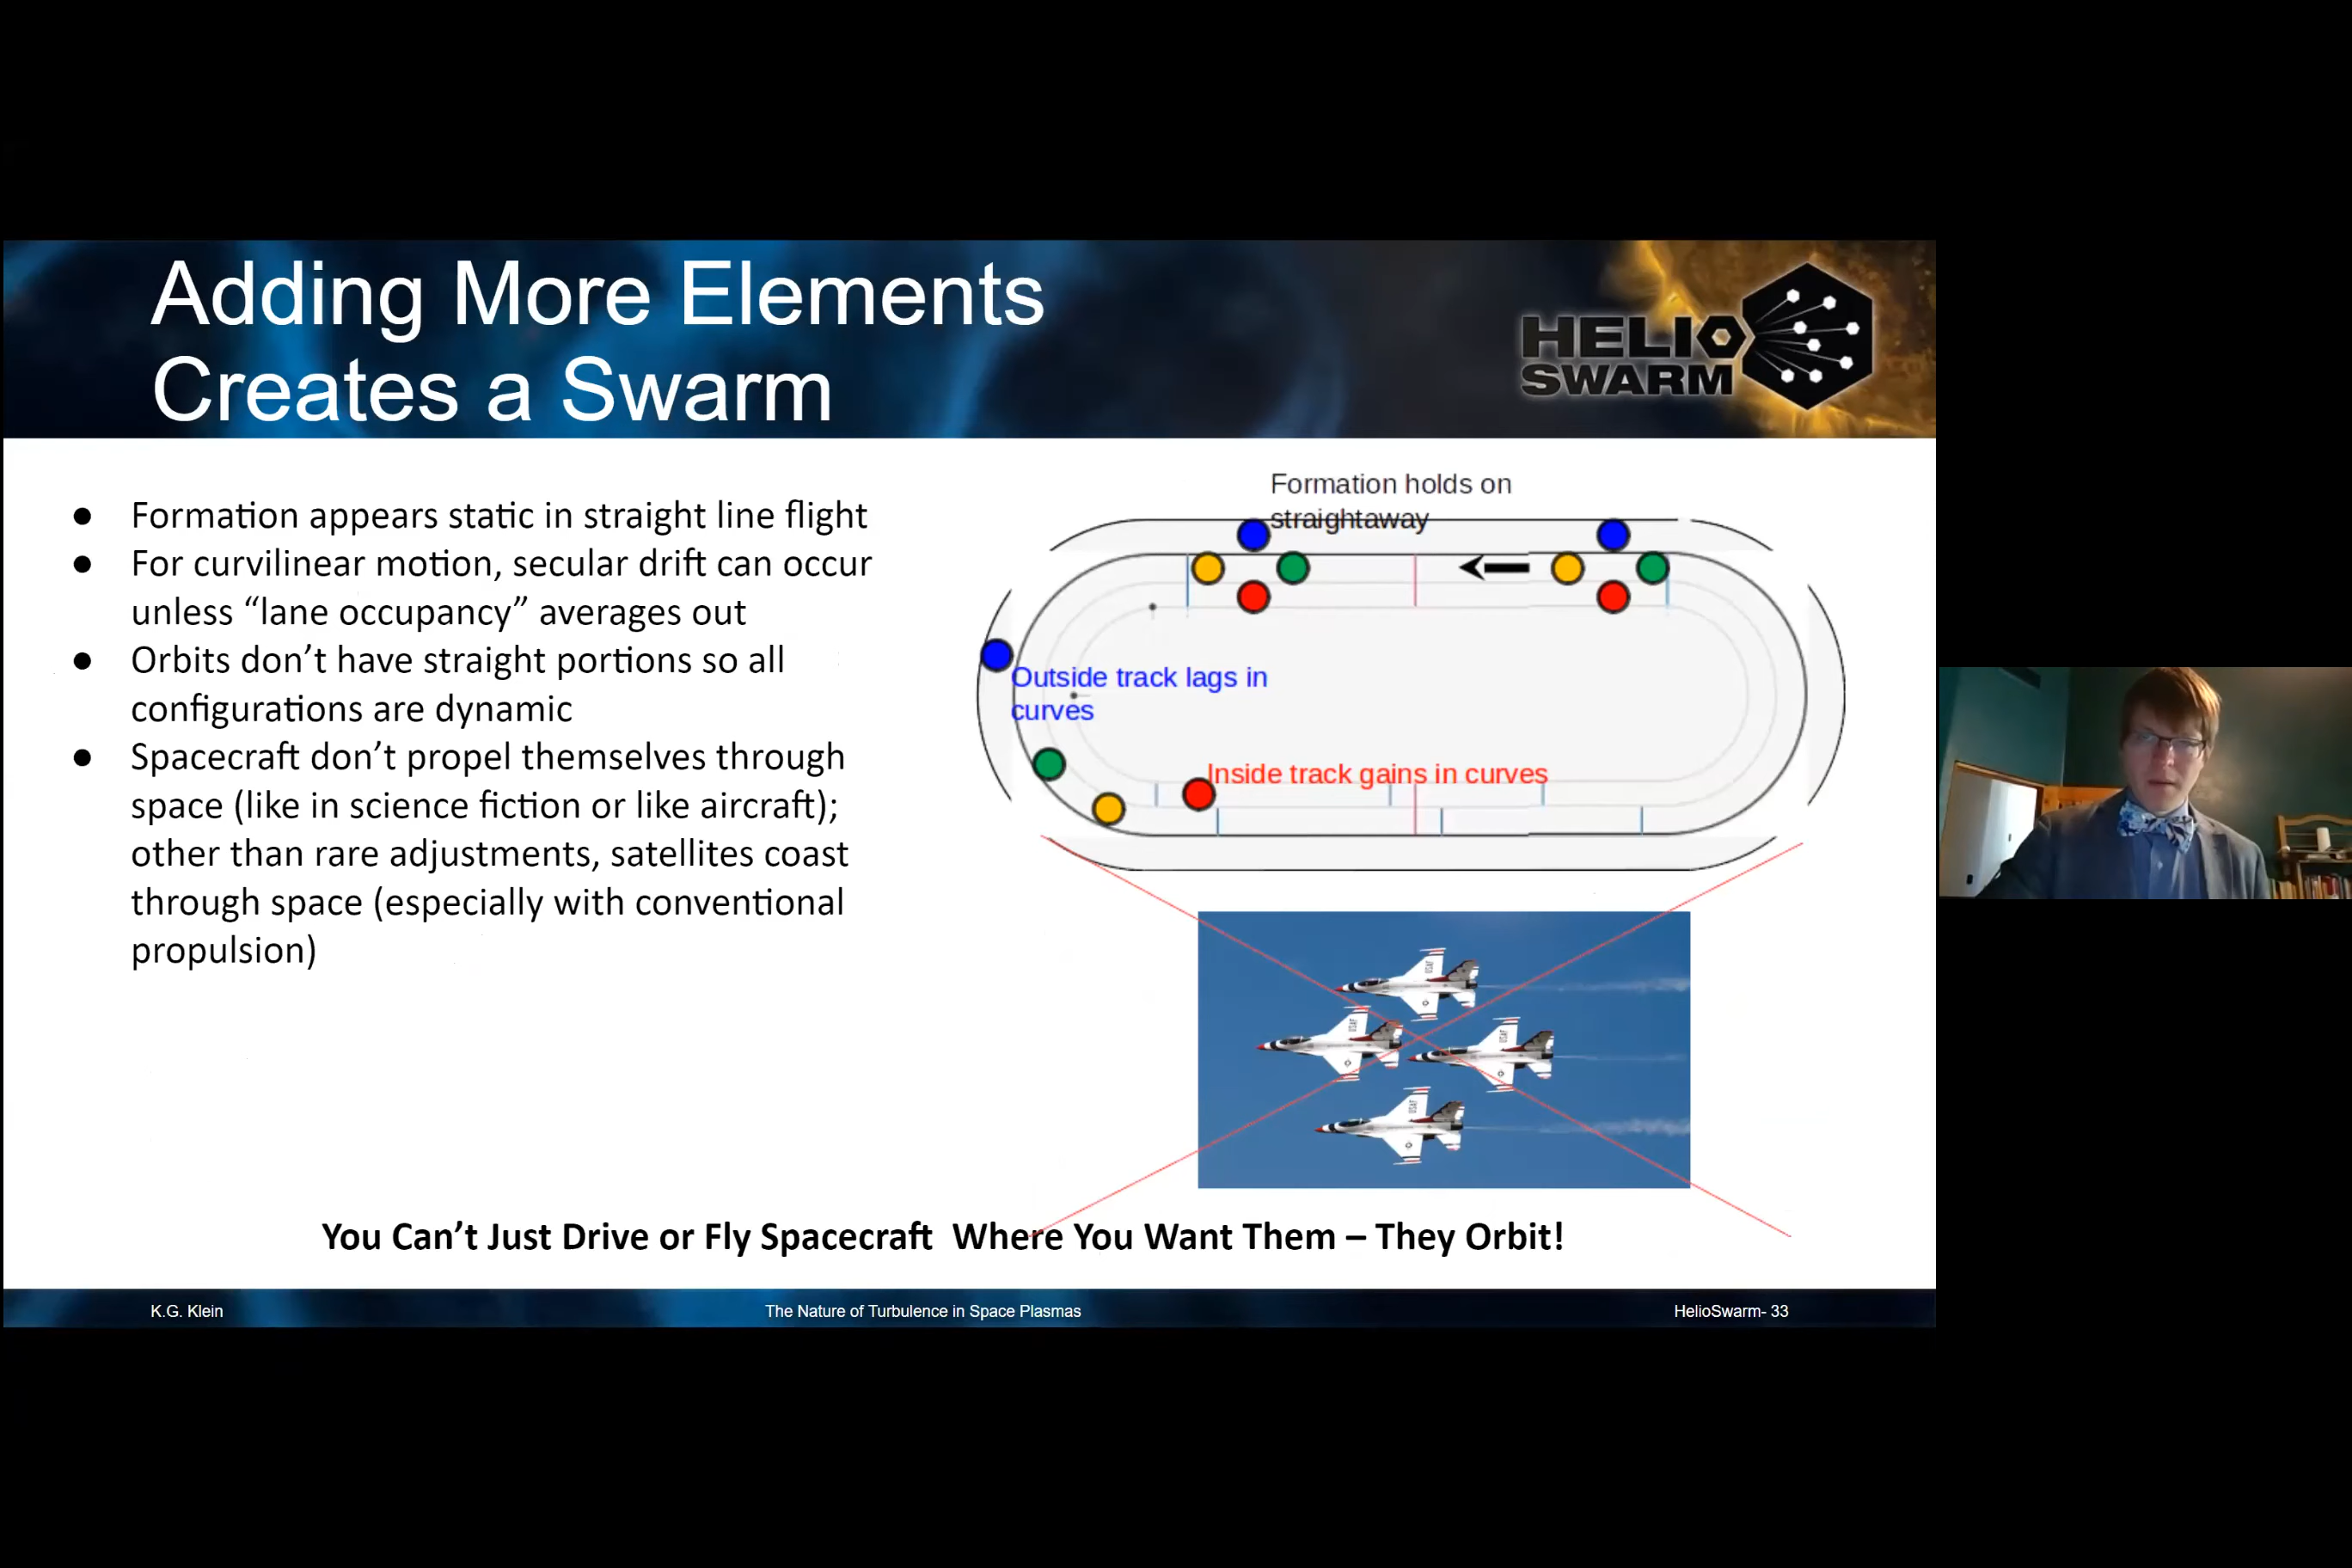 Adding More Elements
Creates a Swarm
HELIO
SWARM
● Formation appears static in straight line flight
● For curvilinear motion, secular drift can occur
unless “lane occupancy” averages out
● Orbits don’t have straight portions so all
configurations are dynamic
● Spacecraft don’t propel themselves through
space (like in science fiction or like aircraft);
other than rare adjustments, satellites coast
through space (especially with conventional
propulsion)
Formation holds on
straightaway
Outside track lags in
curves
Inside track gains in curves
USAF
USAF
USAF
USAF
You Can’t Just Drive or Fly Spacecraft  Where You Want Them – They Orbit!
K.G. Klein
The Nature of Turbulence in Space Plasmas
HelioSwarm- 33